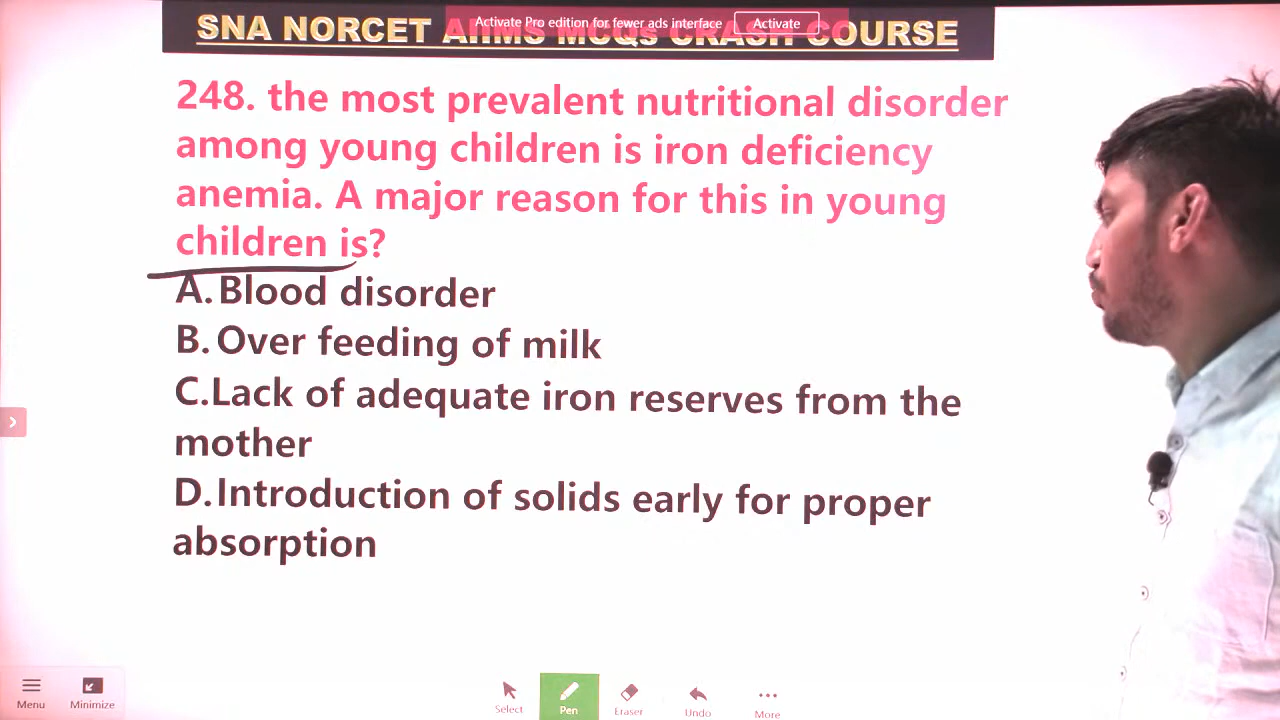 SNA NORCET AIIMS MCQs CRASH COURSE
Activate Pro edition for fewer ads interface Activate
248. the most prevalent nutritional disorder
among young children is iron deficiency
anemia. A major reason for this in young
children is?
A.Blood disorder
B.Over feeding of milk
C.Lack of adequate iron reserves from the
mother
D.Introduction of solids early for proper
absorption
Menu Minimize Select Pen Eraser Undo More